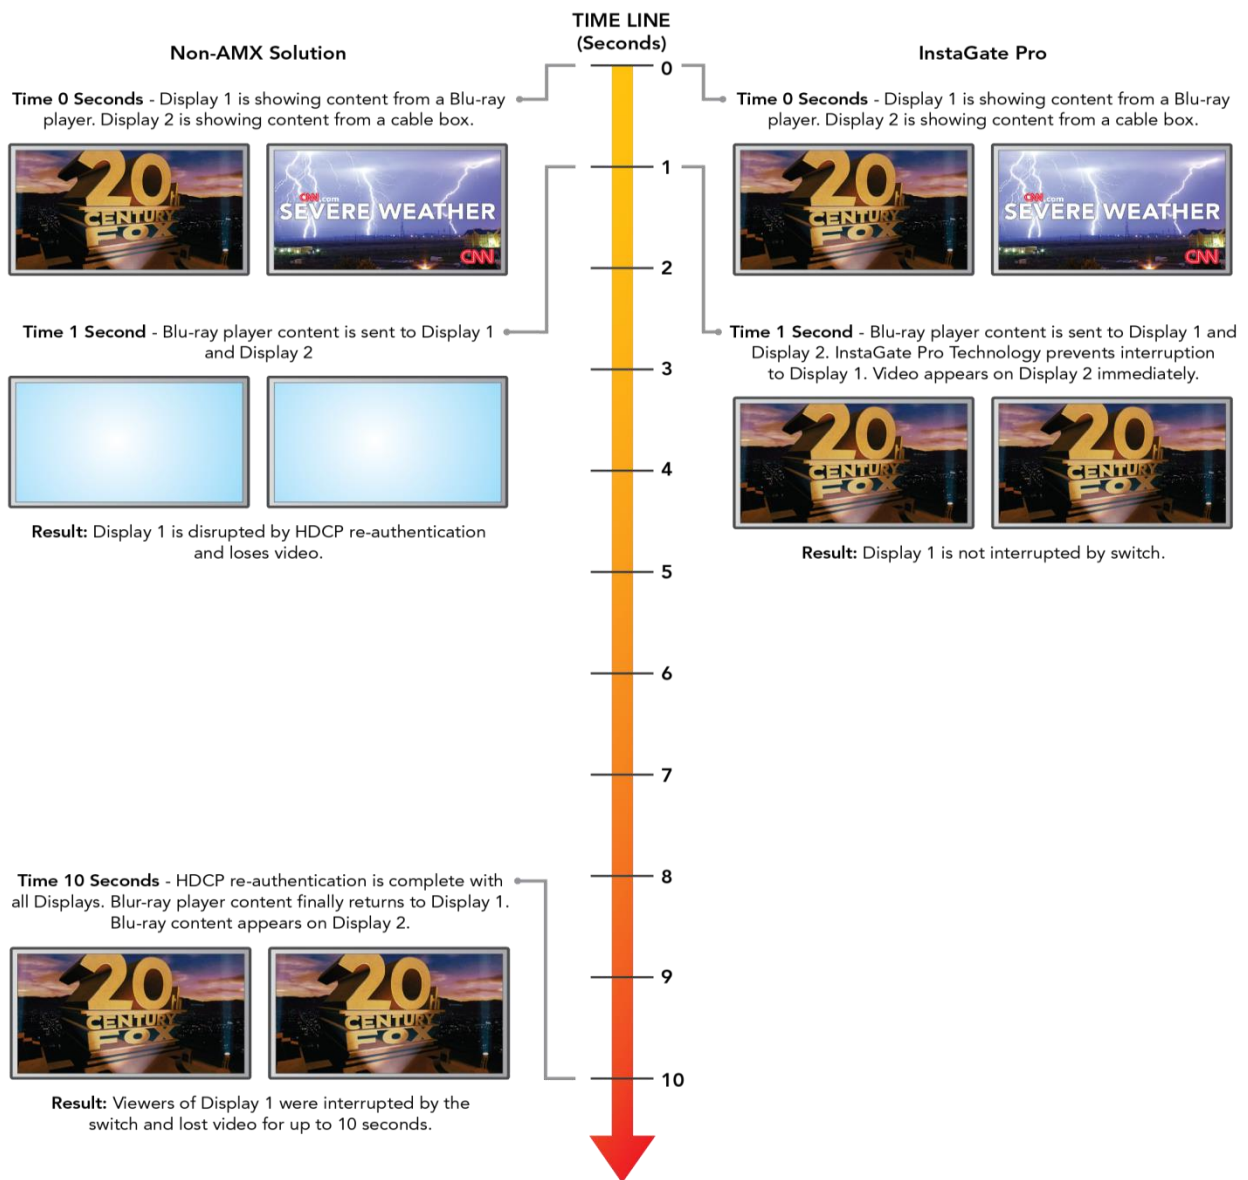 TIME LINE
(Seconds)
Non-AMX Solution
Time 0 Seconds - Display 1 is showing content from a Blu-ray
player. Display 2 is showing content from a cable box.
20th
CENTURY
FOX
CNN.com
SEVERE WEATHER
CNN
Time 1 Second - Blu-ray player content is sent to Display 1
and Display 2
Result: Display 1 is disrupted by HDCP re-authentication
and loses video.
Time 10 Seconds - HDCP re-authentication is complete with
all Displays. Blur-ray player content finally returns to Display 1.
Blu-ray content appears on Display 2.
20th
CENTURY
FOX
20th
CENTURY
FOX
Result: Viewers of Display 1 were interrupted by the
switch and lost video for up to 10 seconds.
0
1
2
3
4
5
6
7
8
9
10
InstaGate Pro
Time 0 Seconds - Display 1 is showing content from a Blu-ray
player. Display 2 is showing content from a cable box.
20th
CENTURY
FOX
CNN.com
SEVERE WEATHER
CNN
Time 1 Second - Blu-ray player content is sent to Display 1 and
Display 2. InstaGate Pro Technology prevents interruption
to Display 1. Video appears on Display 2 immediately.
20th
CENTURY
FOX
20th
CENTURY
FOX
Result: Display 1 is not interrupted by switch.